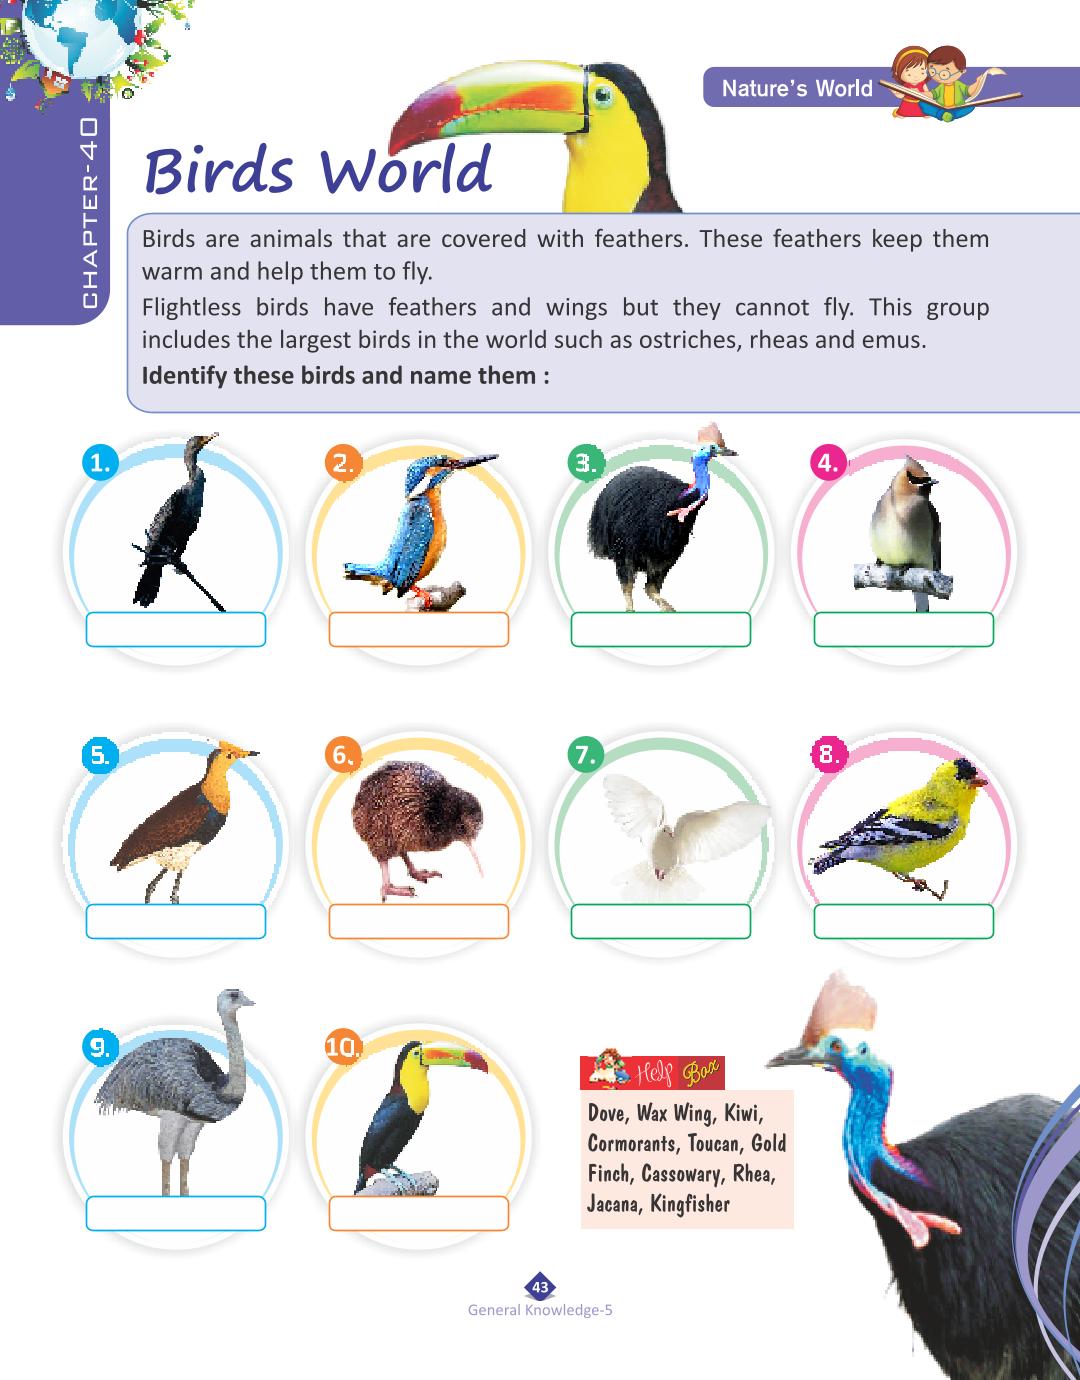 Nature's World
CHAPTER-40
Birds World
Birds are animals that are covered with feathers. These feathers keep them
warm and help them to fly.
Flightless birds have feathers and wings but they cannot fly. This group
includes the largest birds in the world such as ostriches, rheas and emus.
Identify these birds and name them :
1.
2.
3.
4.
5.
6.
7.
8.
9.
10.
Help Box
Dove, Wax Wing, Kiwi,
Cormorants, Toucan, Gold
Finch, Cassowary, Rhea,
Jacana, Kingfisher
43
General Knowledge-5